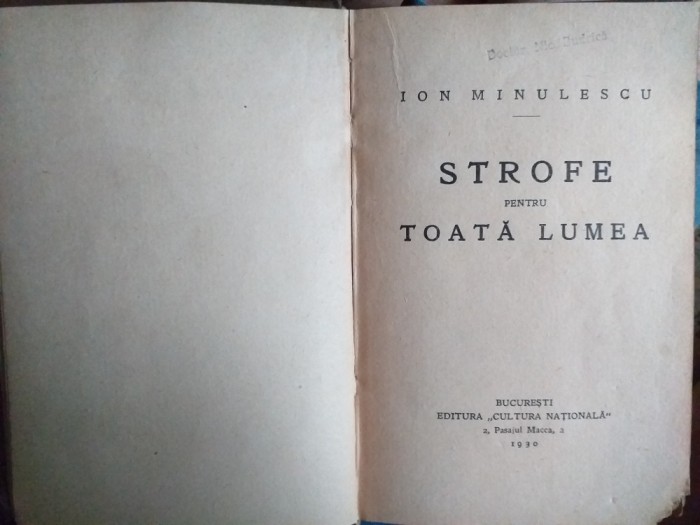 ION MINULESCU
STROFE
PENTRU
TOATĂ LUMEA
BUCUREȘTI
EDITURA „CULTURA NAȚIONALĂ“
2, Pasajul Macca, 2
1930